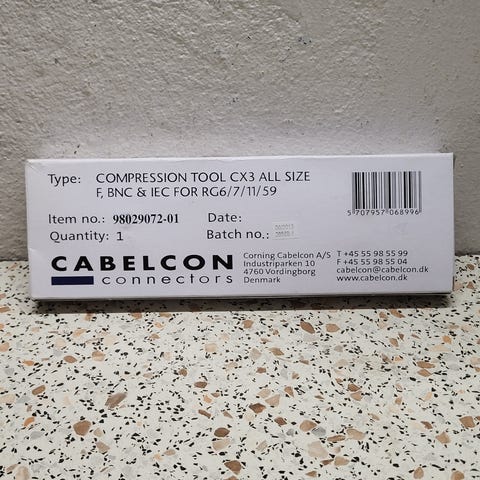 Type: COMPRESSION TOOL CX3 ALL SIZE
F, BNC & IEC FOR RG6/7/11/59
5 707957 068996
Item no.: 98029072-01 Date:
Quantity: 1 Batch no.:
CABELCON
connectors
Corning Cabelcon A/S
Industriparken 10
4760 Vordingborg
Denmark
T +45 55 98 55 99
F +45 55 98 55 04
cabelcon@cabelcon.dk
www.cabelcon.dk